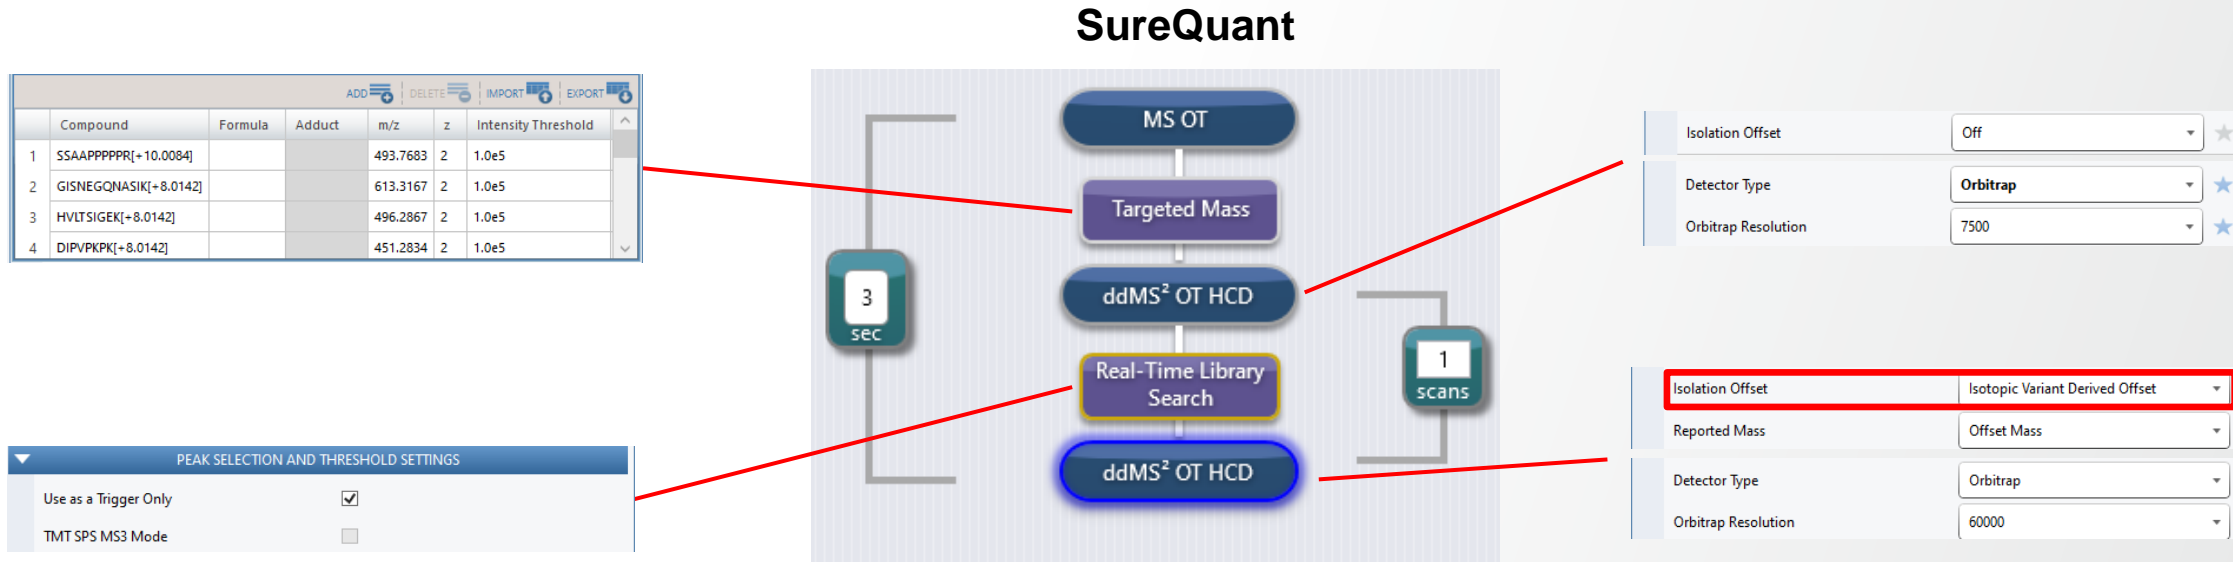 SureQuant
ADD DELETE IMPORT EXPORT
Compound Formula Adduct m/z z Intensity Threshold
1 SSAAPPPPPR[+10.0084] 493.7683 2 1.0e5
2 GISNEGQNASIK[+8.0142] 613.3167 2 1.0e5
3 HVLTSIGEK[+8.0142] 496.2867 2 1.0e5
4 DIPVPKPK[+8.0142] 451.2834 2 1.0e5
PEAK SELECTION AND THRESHOLD SETTINGS
Use as a Trigger Only
TMT SPS MS3 Mode
MS OT
Targeted Mass
ddMS² OT HCD
3
sec
Real-Time Library
Search
1
scans
ddMS² OT HCD
Isolation Offset Off
Detector Type Orbitrap
Orbitrap Resolution 7500
Isolation Offset Isotopic Variant Derived Offset
Reported Mass Offset Mass
Detector Type Orbitrap
Orbitrap Resolution 60000